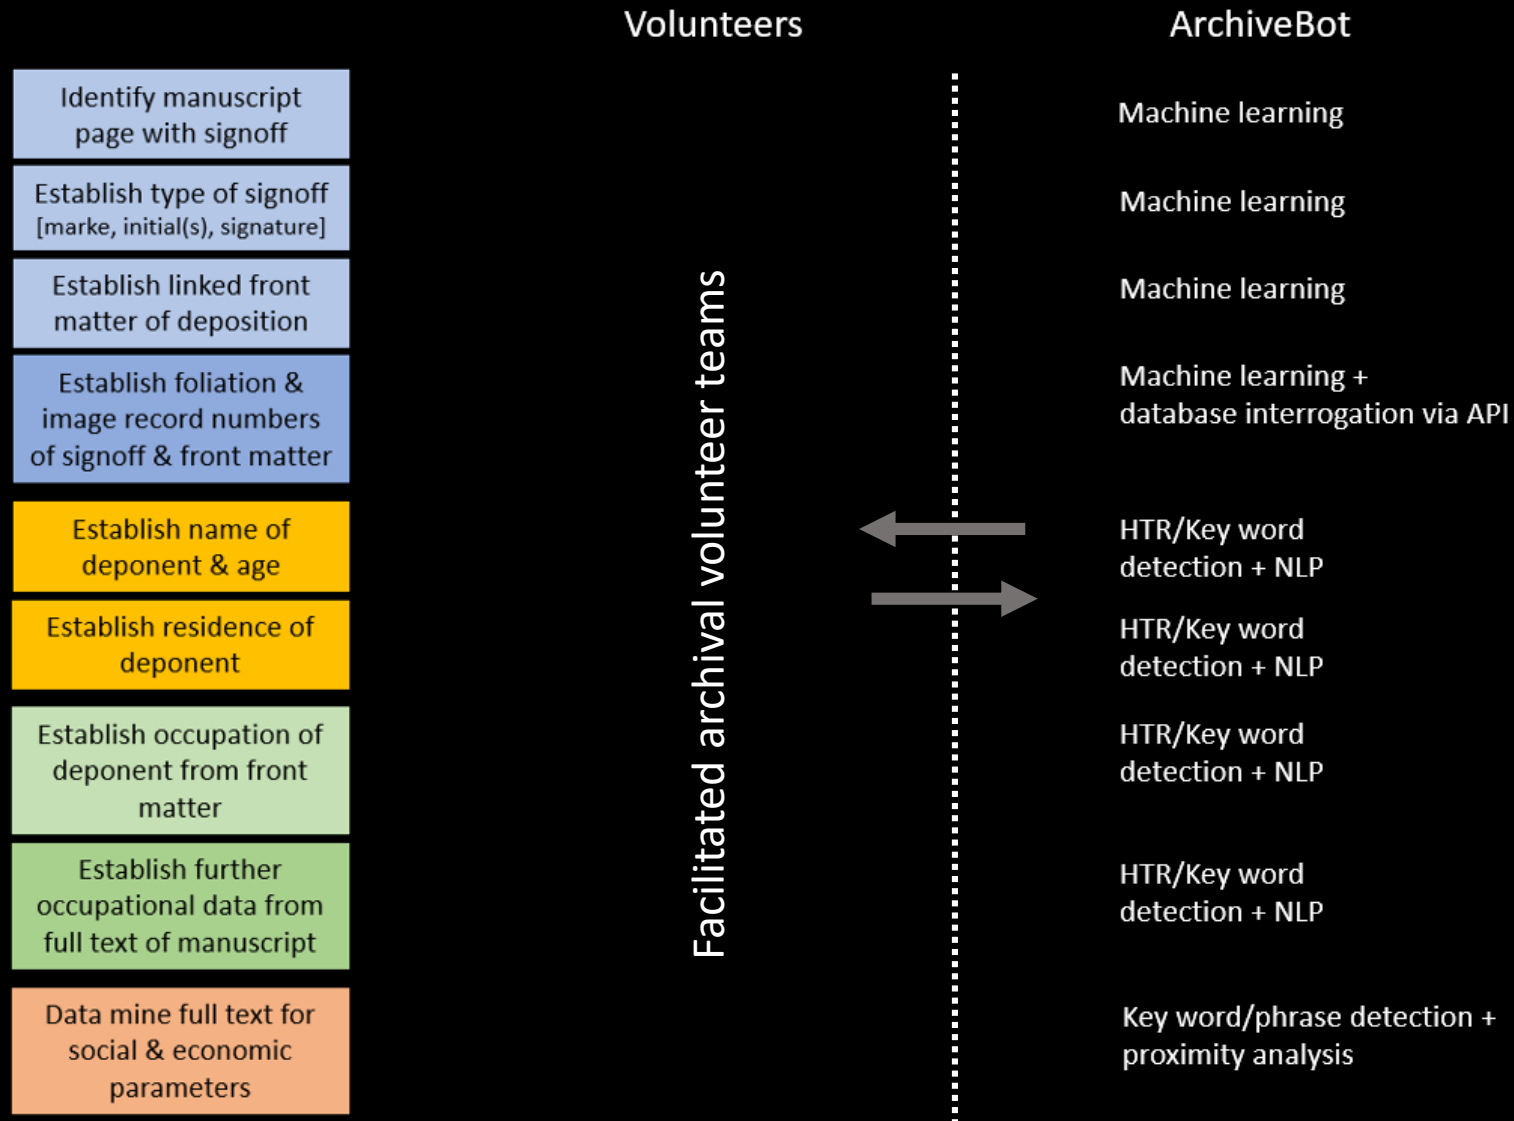 Volunteers
ArchiveBot
Identify manuscript
page with signoff
Machine learning
Establish type of signoff
[marke, initial(s), signature]
Machine learning
Establish linked front
matter of deposition
Machine learning
Establish foliation &
image record numbers
of signoff & front matter
Machine learning +
database interrogation via API
Establish name of
deponent & age
HTR/Key word
detection + NLP
Establish residence of
deponent
HTR/Key word
detection + NLP
Establish occupation of
deponent from front
matter
HTR/Key word
detection + NLP
Establish further
occupational data from
full text of manuscript
HTR/Key word
detection + NLP
Data mine full text for
social & economic
parameters
Key word/phrase detection +
proximity analysis
Facilitated archival volunteer teams